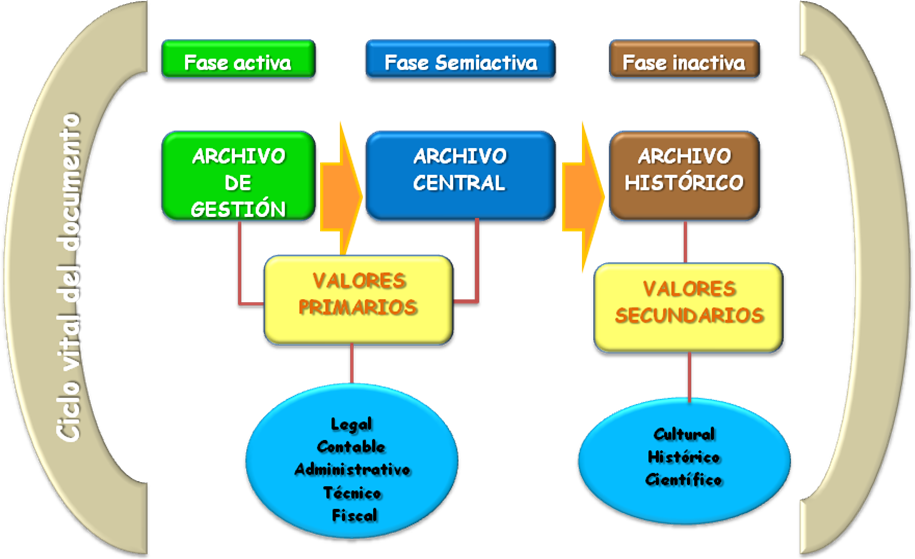 Ciclo vital del documento
Fase activa
Fase Semiactiva
Fase inactiva
ARCHIVO
DE
GESTIÓN
ARCHIVO
CENTRAL
ARCHIVO
HISTÓRICO
VALORES
PRIMARIOS
VALORES
SECUNDARIOS
Legal
Contable
Administrativo
Técnico
Fiscal
Cultural
Histórico
Científico